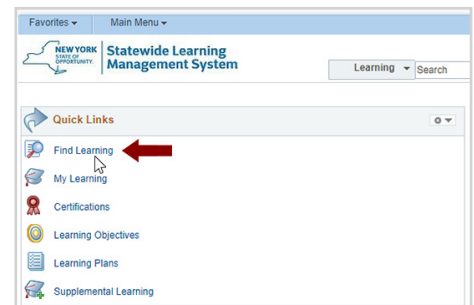 Favorites Main Menu
NEW YORK
STATE OF
OPPORTUNITY.
Statewide Learning
Management System
Learning Search
Quick Links
Find Learning
My Learning
Certifications
Learning Objectives
Learning Plans
Supplemental Learning